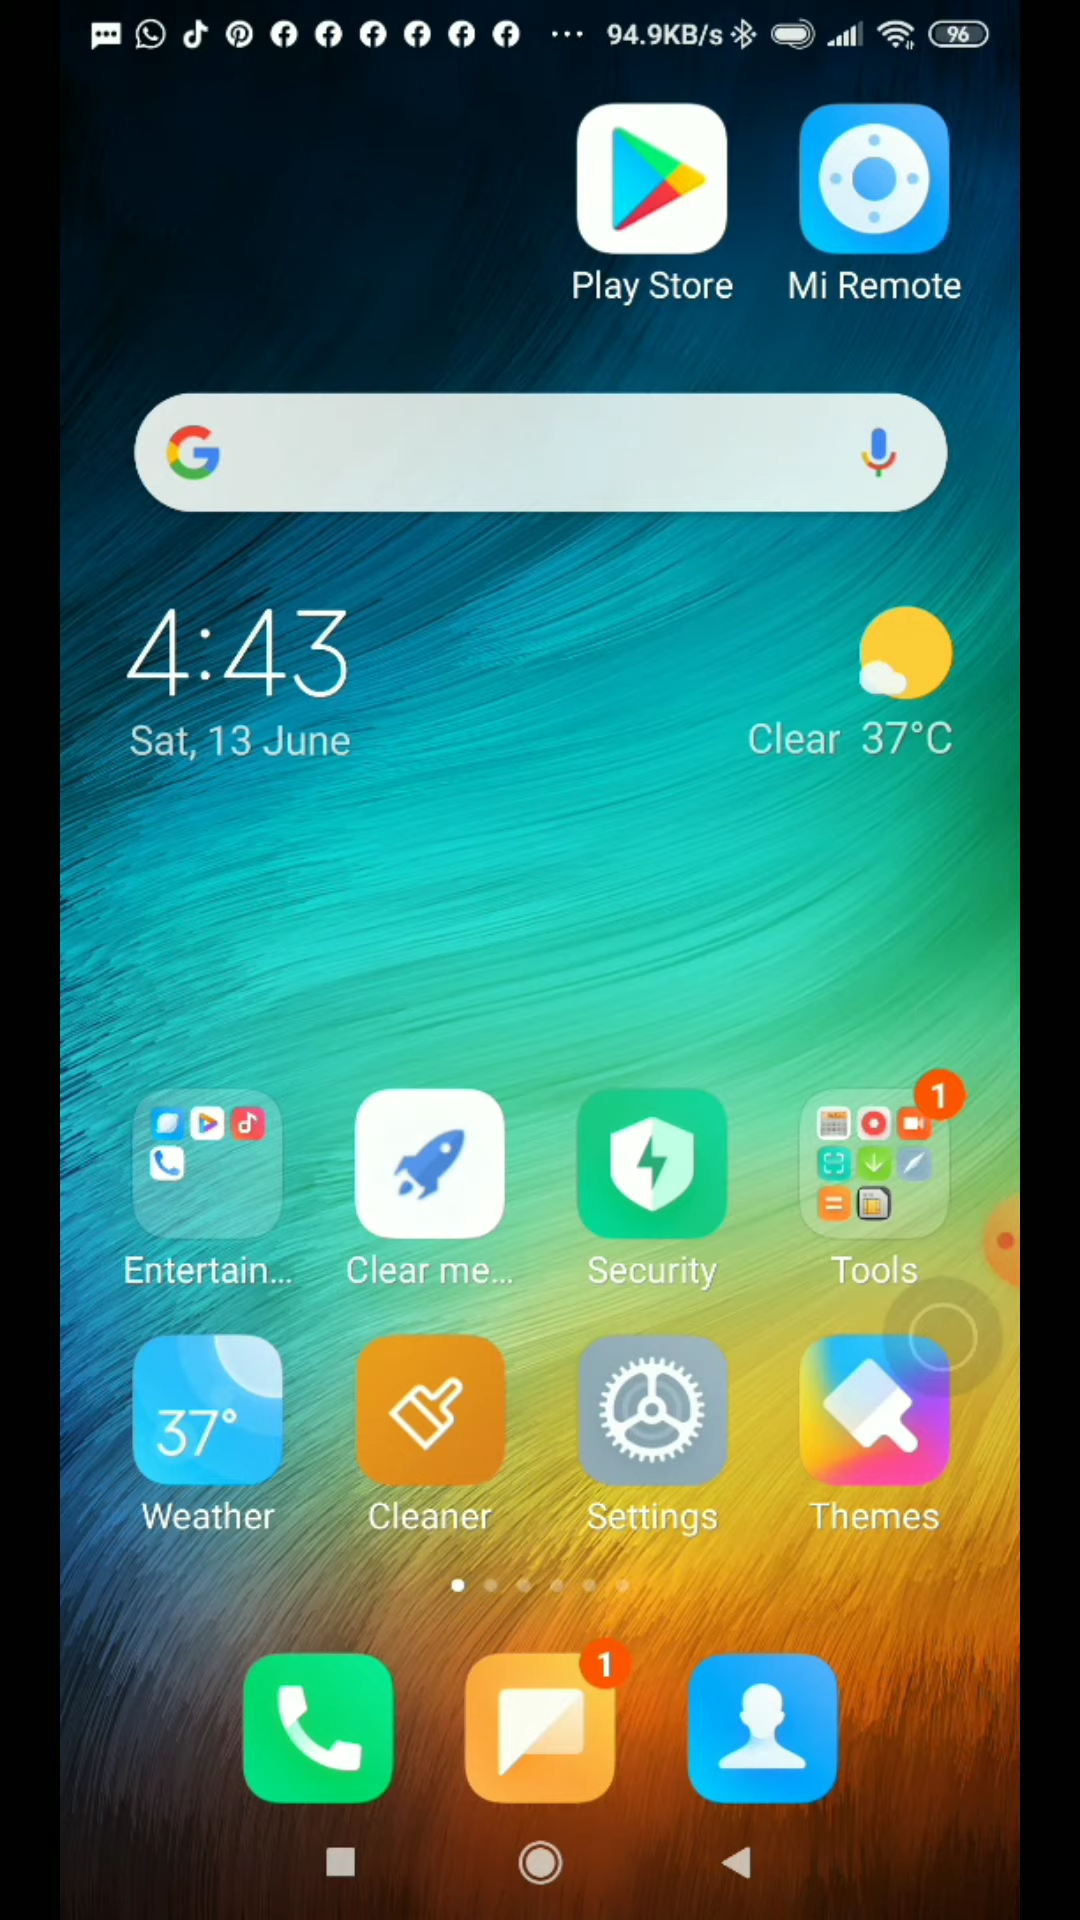 94.9KB/s 96
Play Store Mi Remote
4:43
Sat, 13 June
Clear 37°C
1
Entertain... Clear me... Security Tools
37°
Weather Cleaner Settings Themes
1